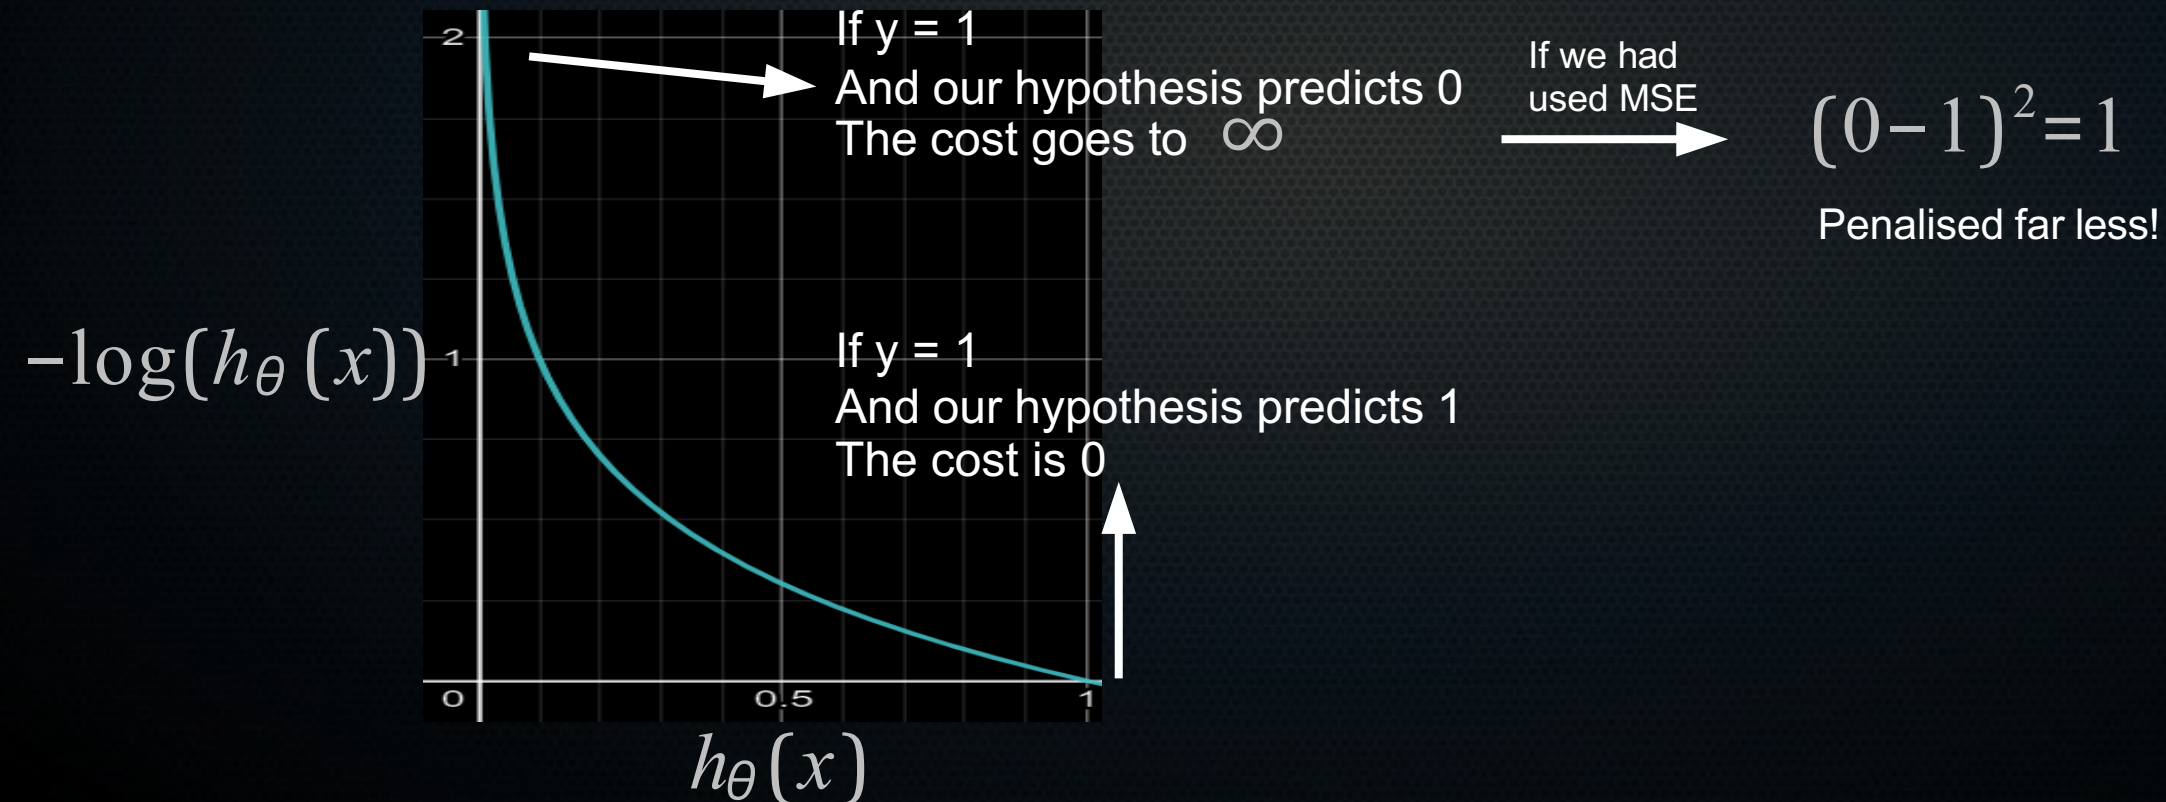 2
If y = 1
And our hypothesis predicts 0
The cost goes to ∞
If we had
used MSE
(0−1)²=1
Penalised far less!
−log(hθ(x))
1
If y = 1
And our hypothesis predicts 1
The cost is 0
0 0.5 1
hθ(x)